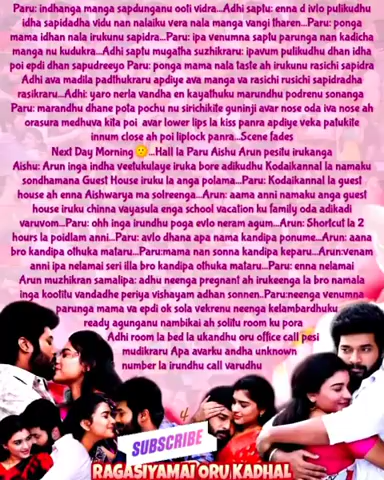 Paru: indhanga manga sapdunganu ooti vidra...Adhi saptu: enna d ivlo pulikudhu
idha sapidadha vidu nan nalaiku vera nala manga vangi tharen...Paru: ponga
mama idhan nala irukunu sapidra...Paru: ipa venumna saptu parunga nan kadicha
manga nu kudukra...Adhi saptu mugatha suzhikraru: ipavum pulikudhu dhan idha
poi epdi dhan sapudreeyo Paru: ponga mama nala taste ah irukunu rasichi sapidra
Adhi ava madila padthukraru apdiye ava manga va rasichi rusichi sapidradha
rasikraru...Adhi: yaro nerla vandha en kayathuku marundhu podrenu sonanga
Paru: marandhu dhane pota pochu nu sirichikite guninji avar nose oda iva nose ah
orasura medhuva kita poi avar lower lips la kiss panra apdiye veka patukite
innum close ah poi liplock panra...Scene fades
Next Day Morning🌝...Hall la Paru Aishu Arun pesitu irukanga
Aishu: Arun inga indha veetukulaye iruka bore adikudhu Kodaikannal la namaku
sondhamana Guest House iruku la anga polama...Paru: Kodaikannal la guest
house ah enna Aishwarya ma solreenga...Arun: aama anni namaku anga guest
house iruku chinna vayasula enga school vacation ku family oda adikadi
varuvom...Paru: ohh inga irundhu poga evlo neram agum...Arun: Shortcut la 2
hours la poidlam anni...Paru: avlo dhana apa nama kandipa ponume...Arun: aana
bro kandipa othuka mataru...Paru:mama nan sonna kandipa keparu...Arun:venam
anni ipa nelamai seri illa bro kandipa othuka mataru...Paru: enna nelamai
Arun muzhikran samalipa: adhu neenga pregnant ah irukeenga la bro namala
inga kootitu vandadhe periya vishayam adhan sonnen..Paru:neenga venumna
parunga mama va epdi ok sola vekrenu neenga kelambardhuku
ready agunganu nambikai ah solitu room ku pora
Adhi room la bed la ukandhu oru office call pesi
mudikraru Apa avarku andha unknown
number la irundhu call varudhu
4
SUBSCRIBE
RAGASIYAMAI ORU KADHAL